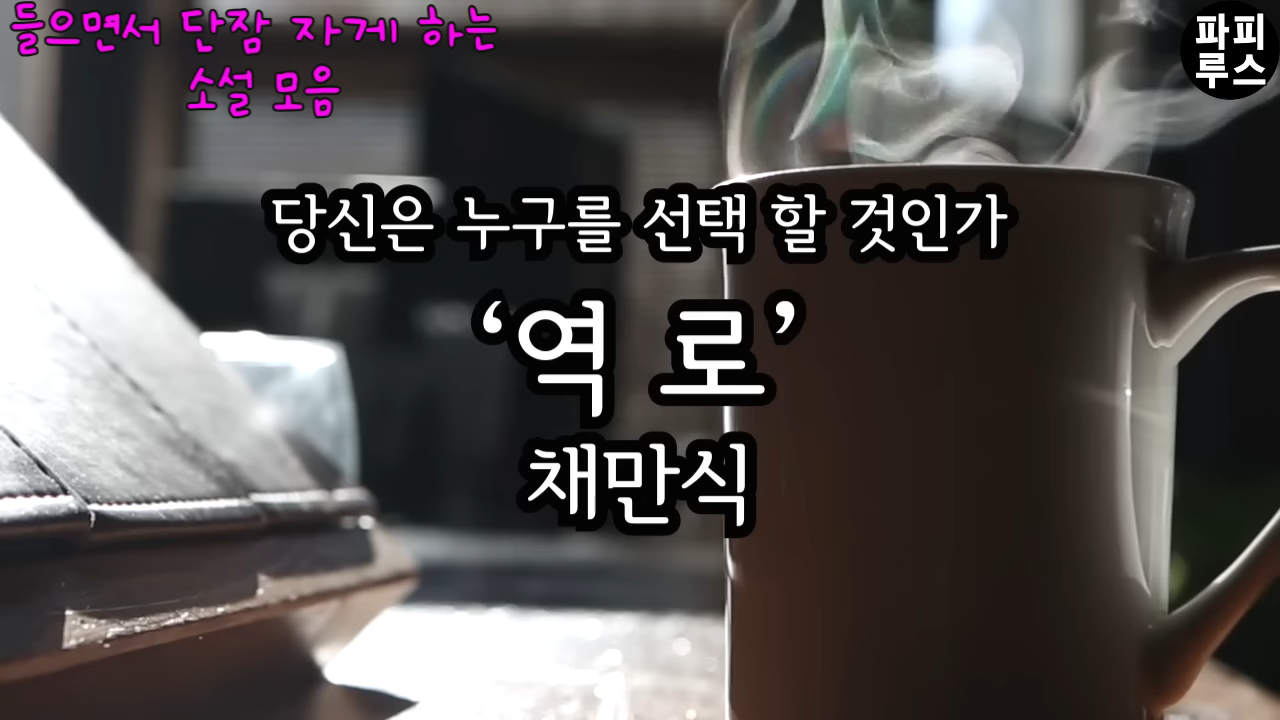 들으면서 단잠 자게 하는
소설 모음
파피
루스
당신은 누구를 선택 할 것인가
‘역 로’
채만식